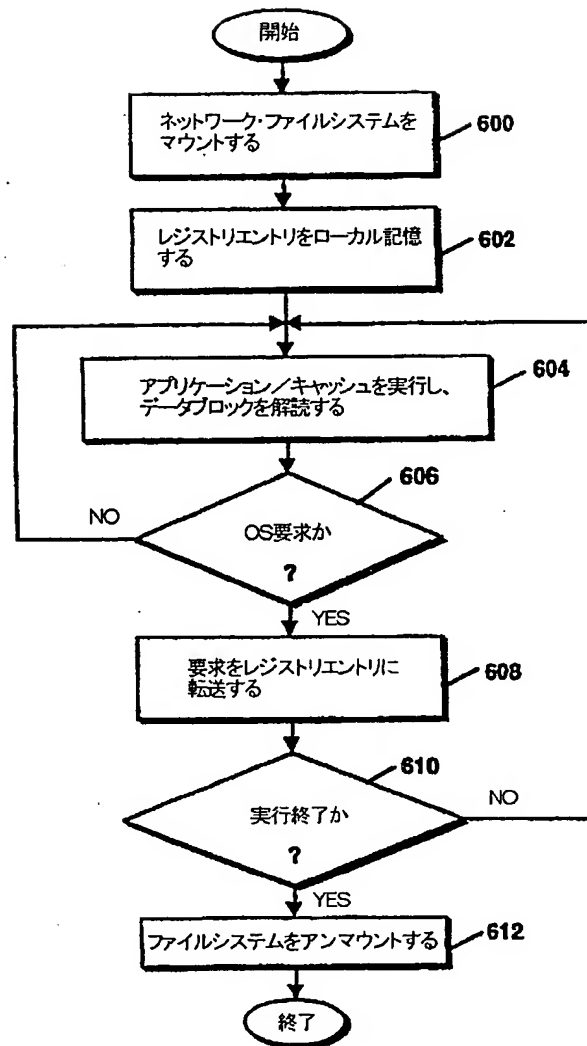 開始
ネットワーク・ファイルシステムを
マウントする
600
レジストリエントリをローカル記憶
する
602
アプリケーション／キャッシュを実行し、
データブロックを解読する
604
606
NO
OS要求か
?
YES
要求をレジストリエントリに
転送する
608
610
NO
実行終了か
?
YES
ファイルシステムをアンマウントする
612
終了